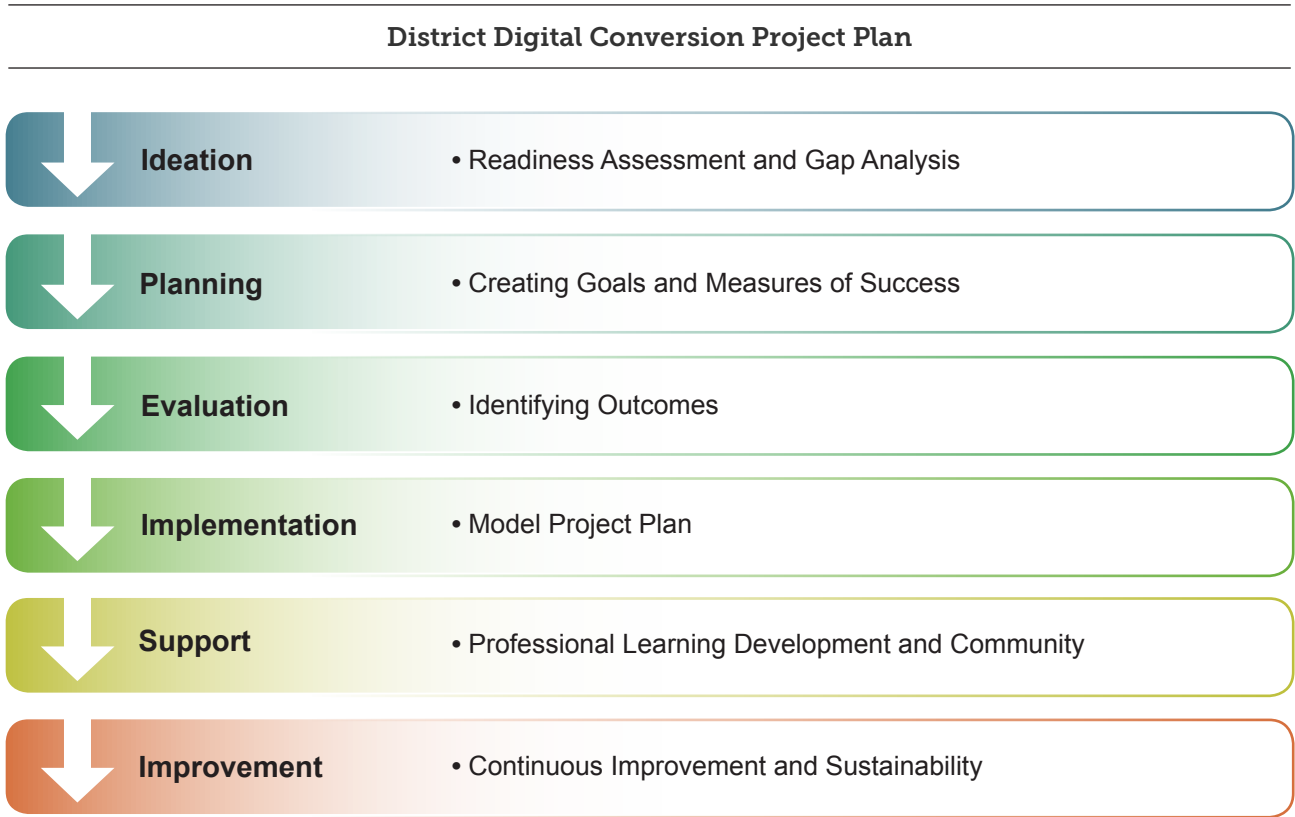 District Digital Conversion Project Plan
Ideation • Readiness Assessment and Gap Analysis
Planning • Creating Goals and Measures of Success
Evaluation • Identifying Outcomes
Implementation • Model Project Plan
Support • Professional Learning Development and Community
Improvement • Continuous Improvement and Sustainability